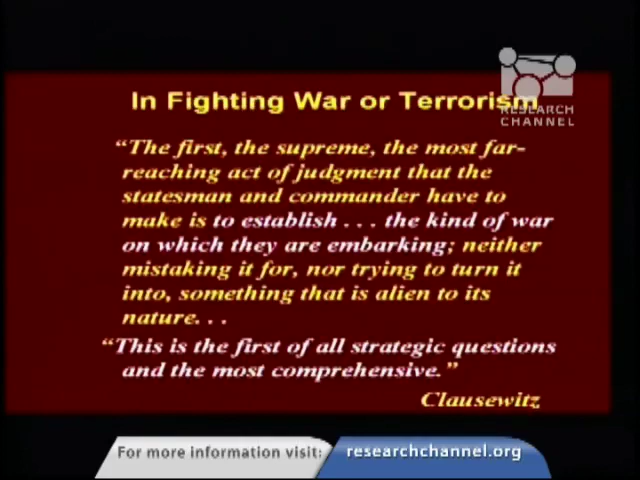 In Fighting War or Terrorism
RESEARCH
CHANNEL
“The first, the supreme, the most far-
reaching act of judgment that the
statesman and commander have to
make is to establish . . . the kind of war
on which they are embarking; neither
mistaking it for, nor trying to turn it
into, something that is alien to its
nature. . .
“This is the first of all strategic questions
and the most comprehensive.”
Clausewitz
For more information visit: researchchannel.org